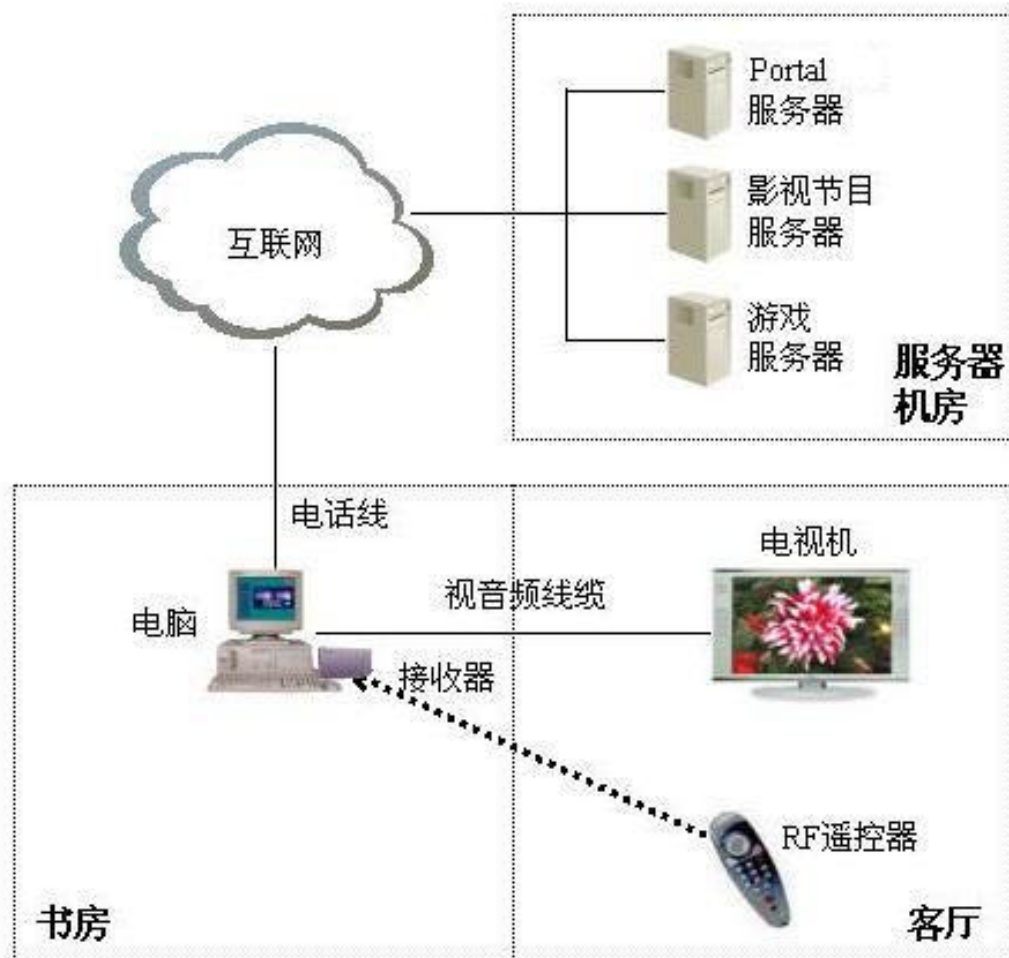 Portal
服务器
影视节目
服务器
互联网
游戏
服务器
服务器
机房
电话线
电视机
视音频线缆
电脑
接收器
RF遥控器
书房
客厅